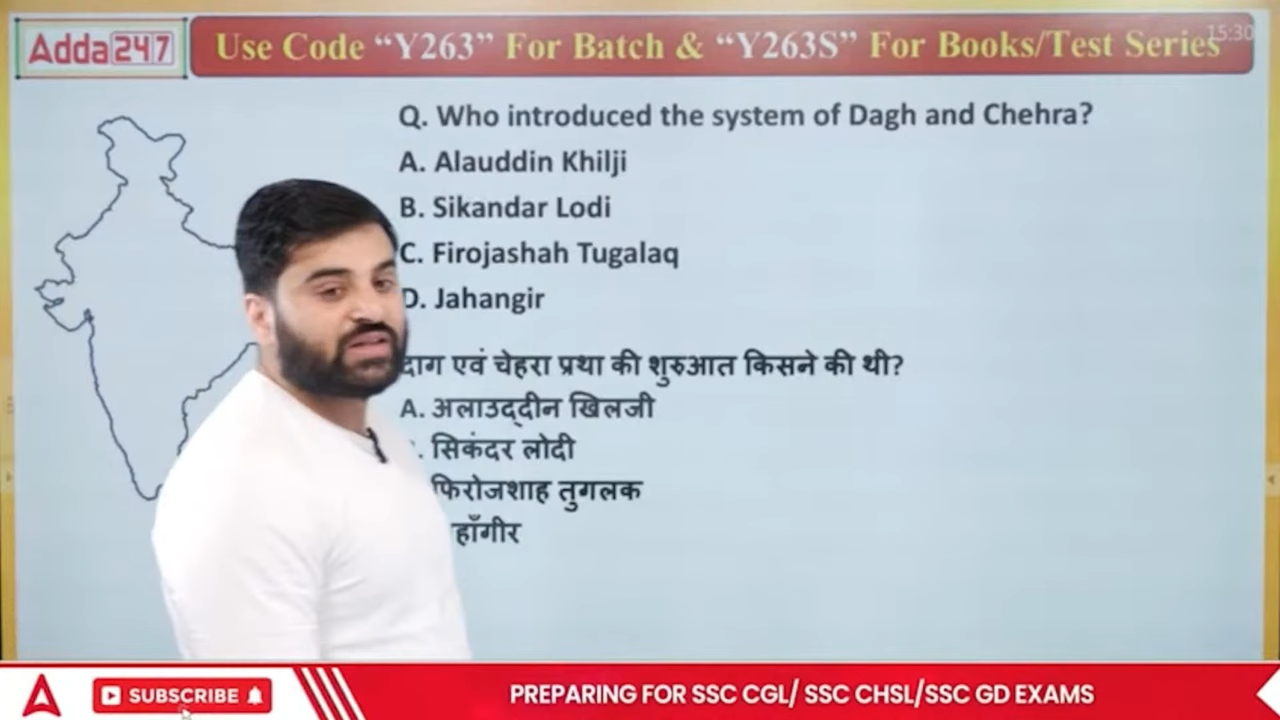 Adda247
Use Code “Y263” For Batch & “Y263S” For Books/Test Series
15:30
Q. Who introduced the system of Dagh and Chehra?
A. Alauddin Khilji
B. Sikandar Lodi
C. Firojashah Tugalaq
D. Jahangir
दाग एवं चेहरा प्रथा की शुरुआत किसने की थी?
A. अलाउद्दीन खिलजी
. सिकंदर लोदी
फिरोजशाह तुगलक
हाँगीर
SUBSCRIBE
PREPARING FOR SSC CGL/ SSC CHSL/SSC GD EXAMS